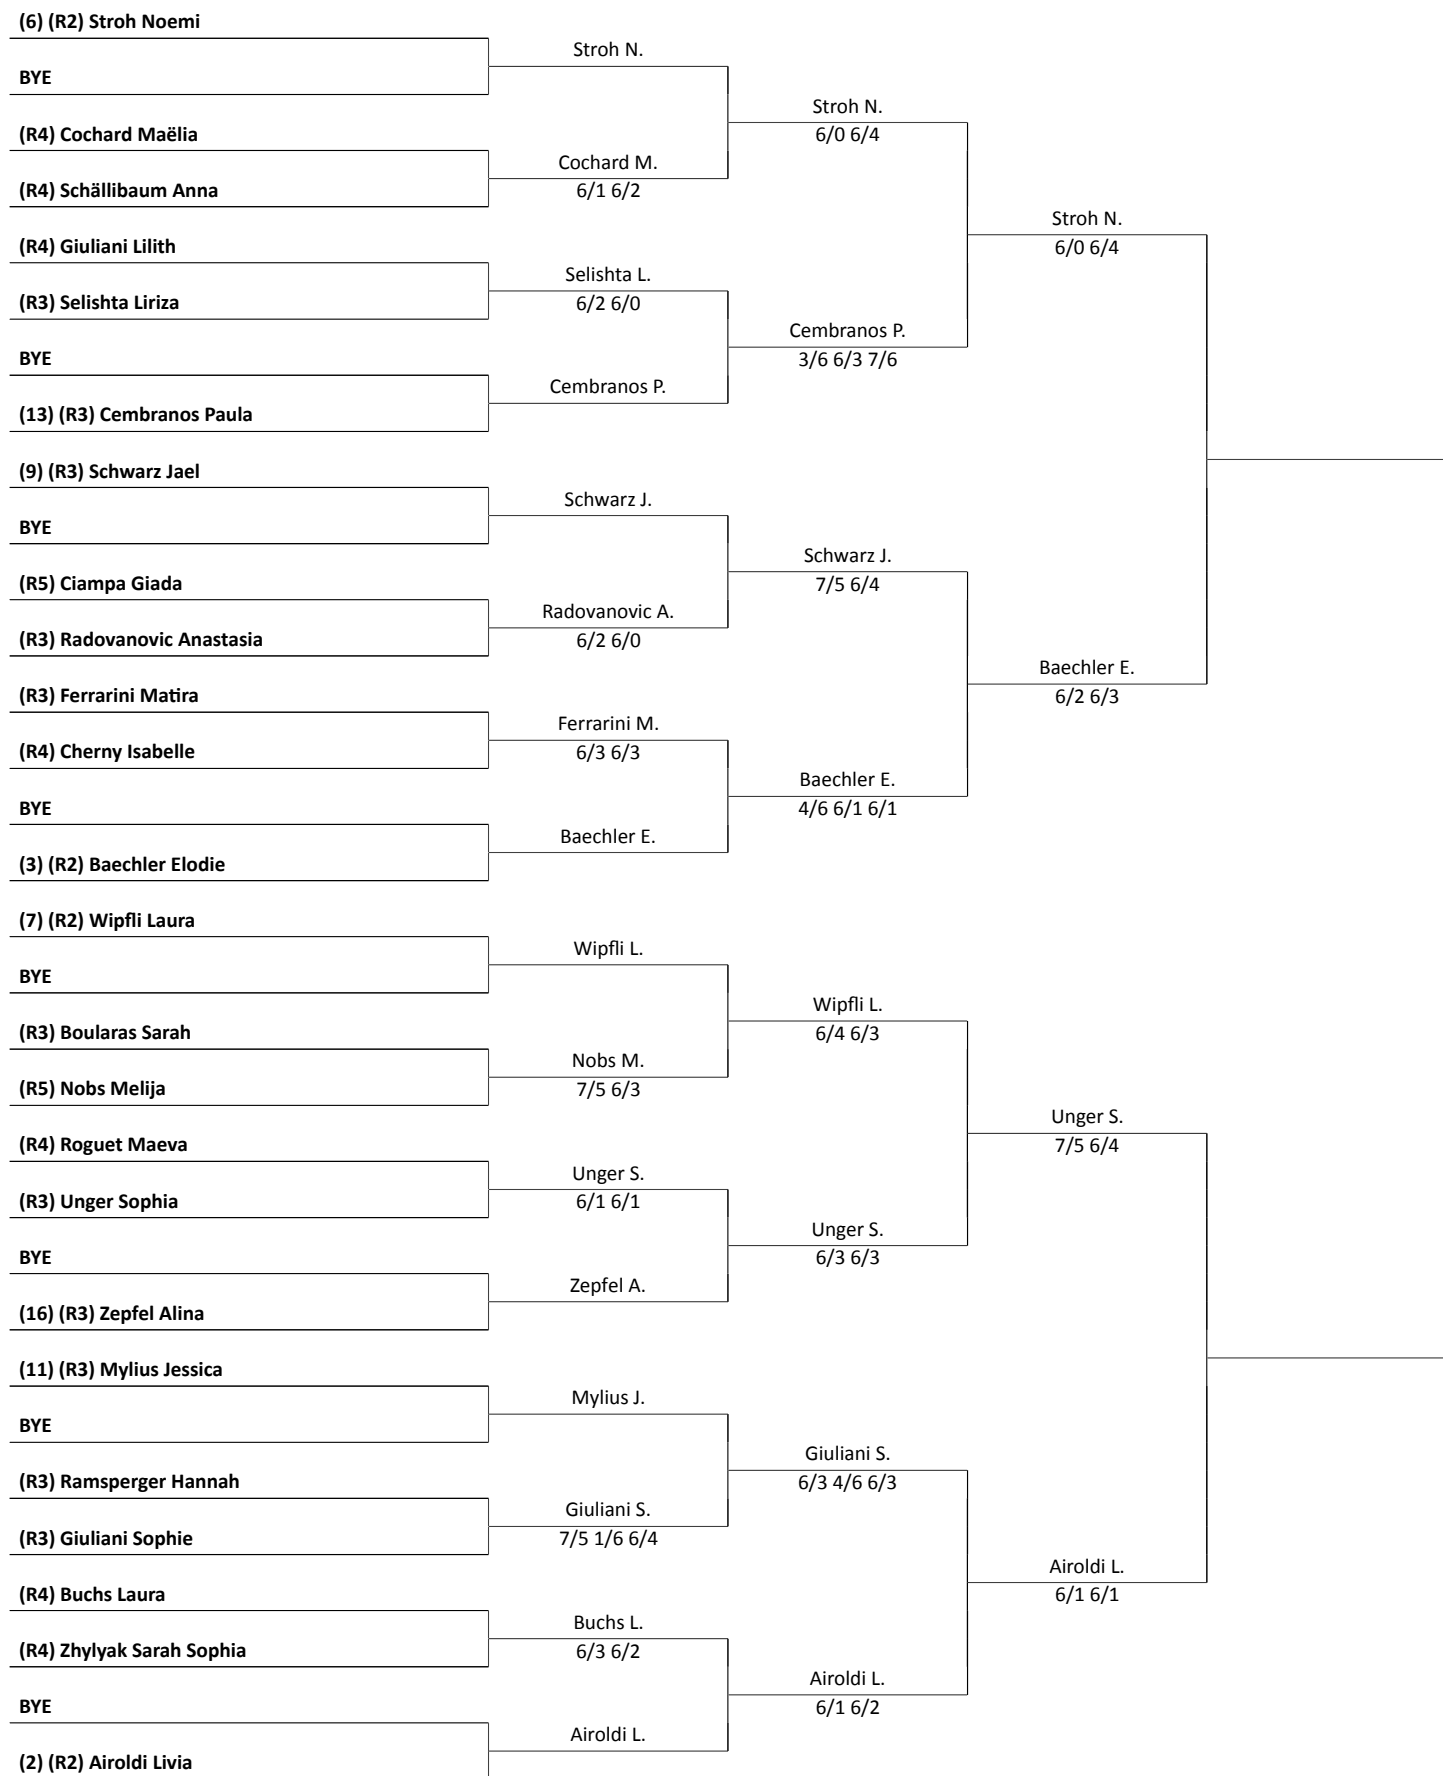 (6) (R2) Stroh Noemi
Stroh N.
BYE
Stroh N.
6/0 6/4
(R4) Cochard Maëlia
Cochard M.
6/1 6/2
(R4) Schällibaum Anna
Stroh N.
6/0 6/4
(R4) Giuliani Lilith
Selishta L.
6/2 6/0
(R3) Selishta Liriza
Cembranos P.
3/6 6/3 7/6
BYE
Cembranos P.
(13) (R3) Cembranos Paula
(9) (R3) Schwarz Jael
Schwarz J.
BYE
Schwarz J.
7/5 6/4
(R5) Ciampa Giada
Radovanovic A.
6/2 6/0
(R3) Radovanovic Anastasia
Baechler E.
6/2 6/3
(R3) Ferrarini Matira
Ferrarini M.
6/3 6/3
(R4) Cherny Isabelle
Baechler E.
4/6 6/1 6/1
BYE
Baechler E.
(3) (R2) Baechler Elodie
(7) (R2) Wipfli Laura
Wipfli L.
BYE
Wipfli L.
6/4 6/3
(R3) Boularas Sarah
Nobs M.
7/5 6/3
(R5) Nobs Melija
Unger S.
7/5 6/4
(R4) Roguet Maeva
Unger S.
6/1 6/1
(R3) Unger Sophia
Unger S.
6/3 6/3
BYE
Zepfel A.
(16) (R3) Zepfel Alina
(11) (R3) Mylius Jessica
Mylius J.
BYE
Giuliani S.
6/3 4/6 6/3
(R3) Ramsperger Hannah
Giuliani S.
7/5 1/6 6/4
(R3) Giuliani Sophie
Airoldi L.
6/1 6/1
(R4) Buchs Laura
Buchs L.
6/3 6/2
(R4) Zhylyak Sarah Sophia
Airoldi L.
6/1 6/2
BYE
Airoldi L.
(2) (R2) Airoldi Livia